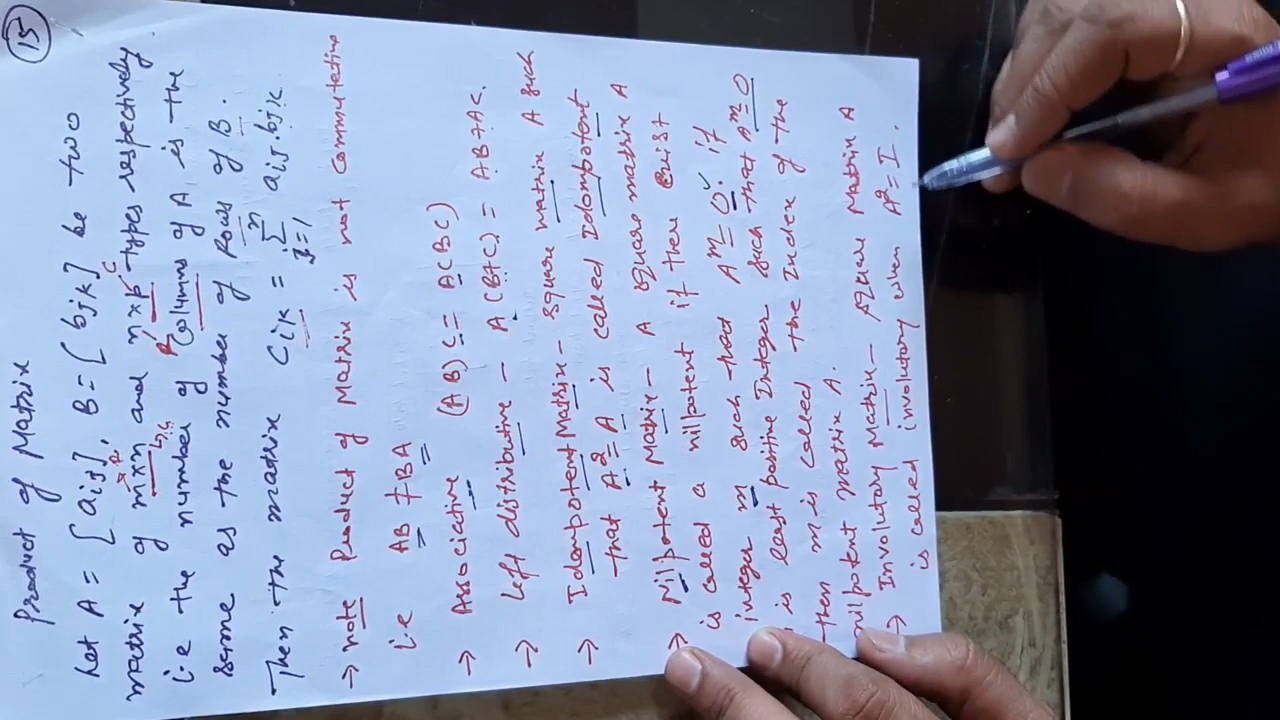 15
Product of Matrix
Let A = [aij], B = [bjk] be two
matrix of m×n and n×p types respectively.
i.e the number of columns of A is the
same as the number of rows of B.
Then the matrix Cik = Σ aij bjk
n
j=1
→ note Product of Matrix is not commutative
i.e AB ≠ BA
→ Associative (AB)C = A(BC)
→ Left distributive – A(B+C) = AB+AC.
→ Idempotent Matrix – square matrix A such
that A² = A is called Idempotent
→ Nilpotent Matrix – A square matrix A
is called a nilpotent if there exist
integer m such that A^m = 0. if
m is least positive Integer such that A^m = 0
then m is called the Index of the
nilpotent matrix A.
→ Involutory Matrix – A square Matrix A
is called involutory when A² = I.